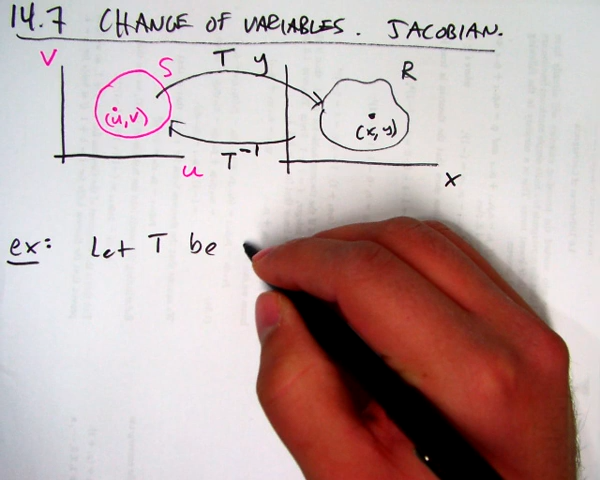 14.7 CHANGE OF VARIABLES. JACOBIAN.
V S T y R
(u,v) (x,y)
u T⁻¹ x
ex: Let T be